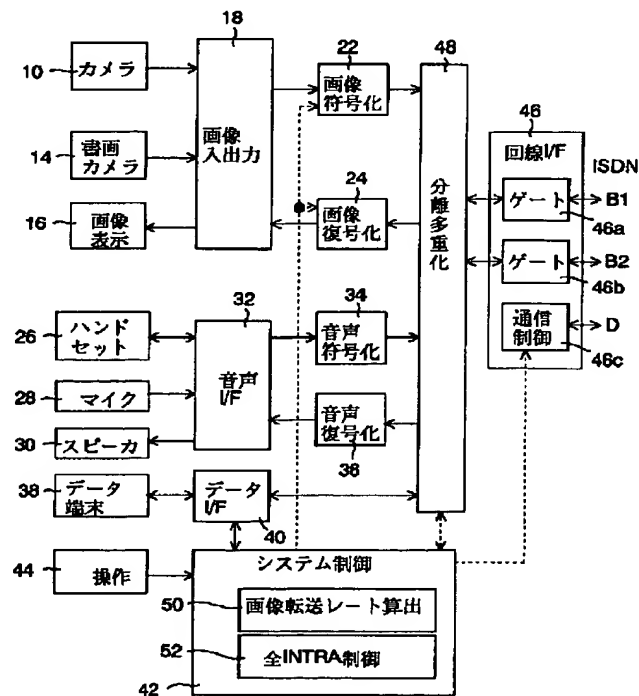 10
カメラ
14
書画
カメラ
16
画像
表示
18
画像
入出力
22
画像
符号化
24
画像
復号化
26
ハンド
セット
28
マイク
30
スピーカ
32
音声
I/F
34
音声
符号化
音声
復号化
36
38
データ
端末
データ
I/F
40
44
操作
48
分離多重化
46
回線I/F
ISDN
ゲート
B1
46a
ゲート
B2
46b
通信
制御
D
46c
システム制御
50
画像転送レート算出
52
全INTRA制御
42